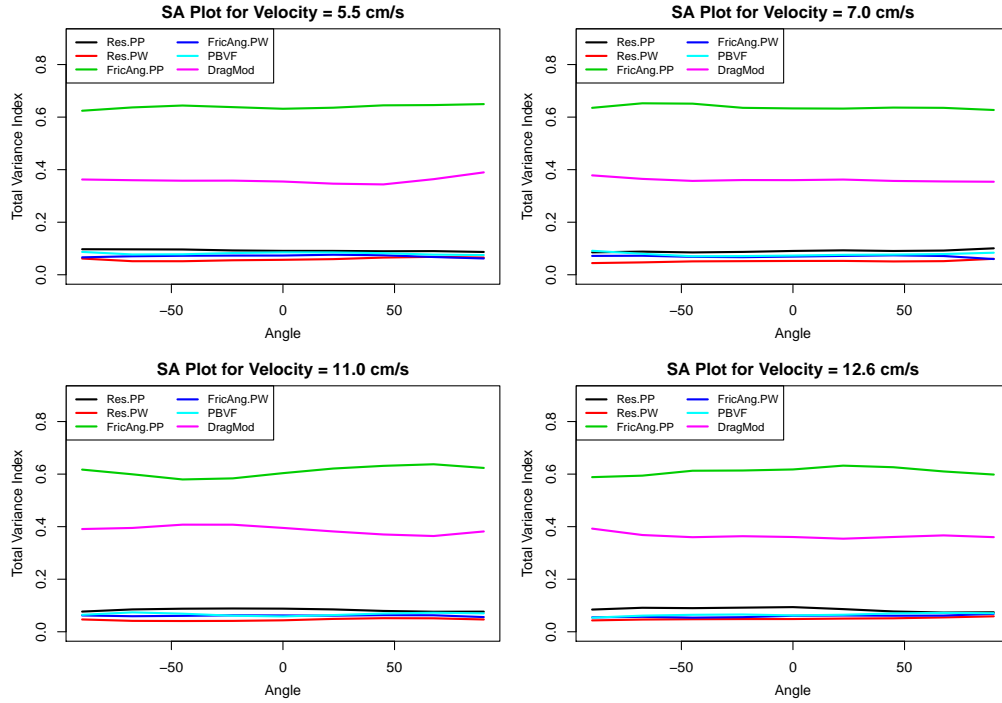 SA Plot for Velocity = 5.5 cm/s
Res.PP FricAng.PW
Res.PW PBVF
FricAng.PP DragMod
Total Variance Index
0.8
0.6
0.4
0.2
0.0
−50 0 50
Angle
SA Plot for Velocity = 7.0 cm/s
Res.PP FricAng.PW
Res.PW PBVF
FricAng.PP DragMod
Total Variance Index
0.8
0.6
0.4
0.2
0.0
−50 0 50
Angle
SA Plot for Velocity = 11.0 cm/s
Res.PP FricAng.PW
Res.PW PBVF
FricAng.PP DragMod
Total Variance Index
0.8
0.6
0.4
0.2
0.0
−50 0 50
Angle
SA Plot for Velocity = 12.6 cm/s
Res.PP FricAng.PW
Res.PW PBVF
FricAng.PP DragMod
Total Variance Index
0.8
0.6
0.4
0.2
0.0
−50 0 50
Angle